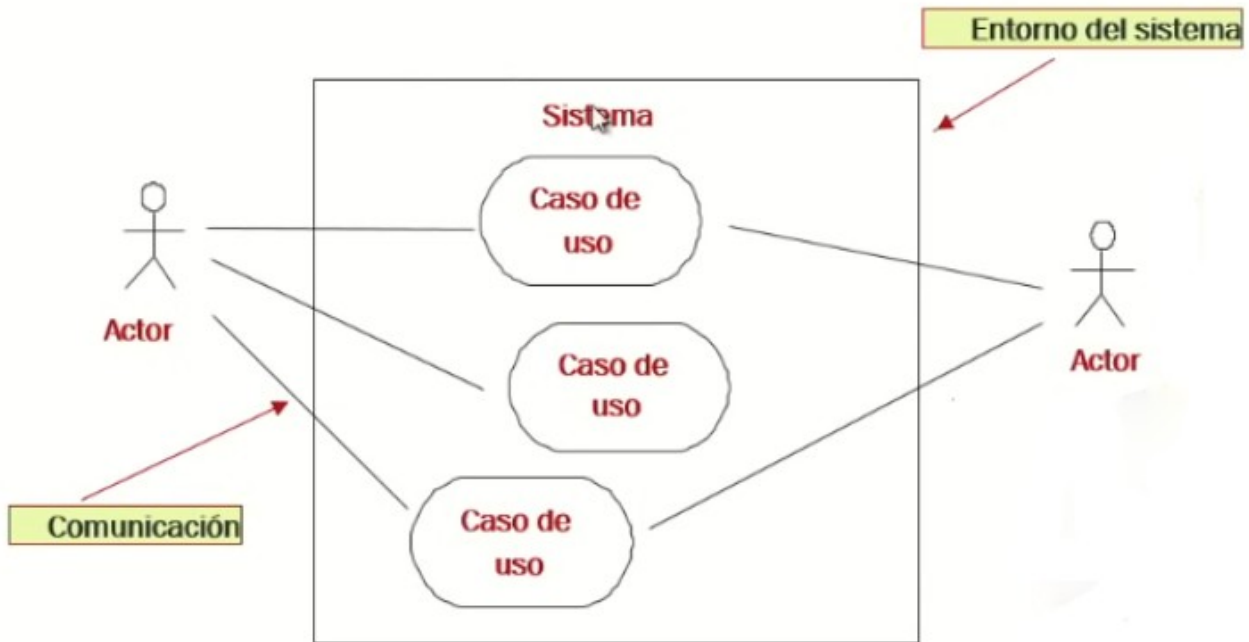 Entorno del sistema
Sistema
Caso de
uso
Actor
Caso de
uso
Actor
Comunicación
Caso de
uso